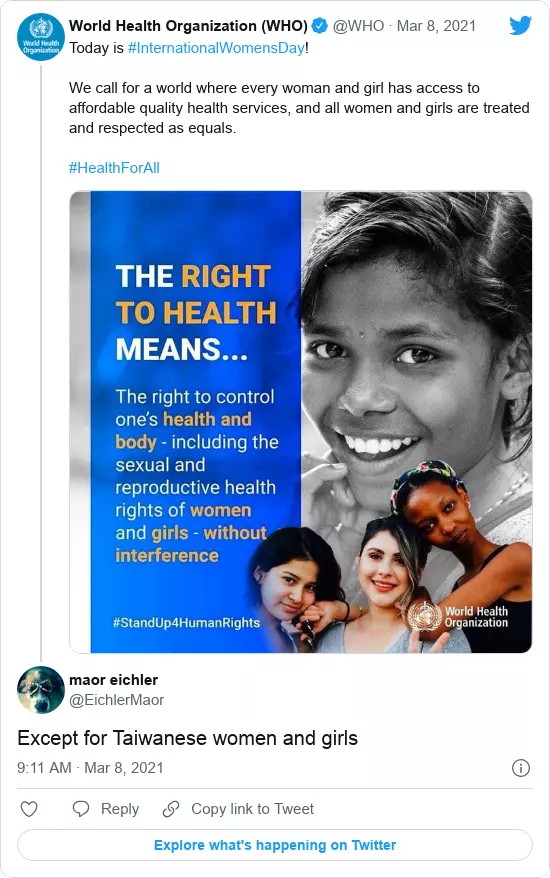 World Health Organization (WHO) @WHO · Mar 8, 2021
Today is #InternationalWomensDay!
We call for a world where every woman and girl has access to
affordable quality health services, and all women and girls are treated
and respected as equals.
#HealthForAll
THE RIGHT
TO HEALTH
MEANS...
The right to control
one's health and
body - including the
sexual and
reproductive health
rights of women
and girls - without
interference
#StandUp4HumanRights
World Health
Organization
maor eichler
@EichlerMaor
Except for Taiwanese women and girls
9:11 AM · Mar 8, 2021
Reply
Copy link to Tweet
Explore what's happening on Twitter